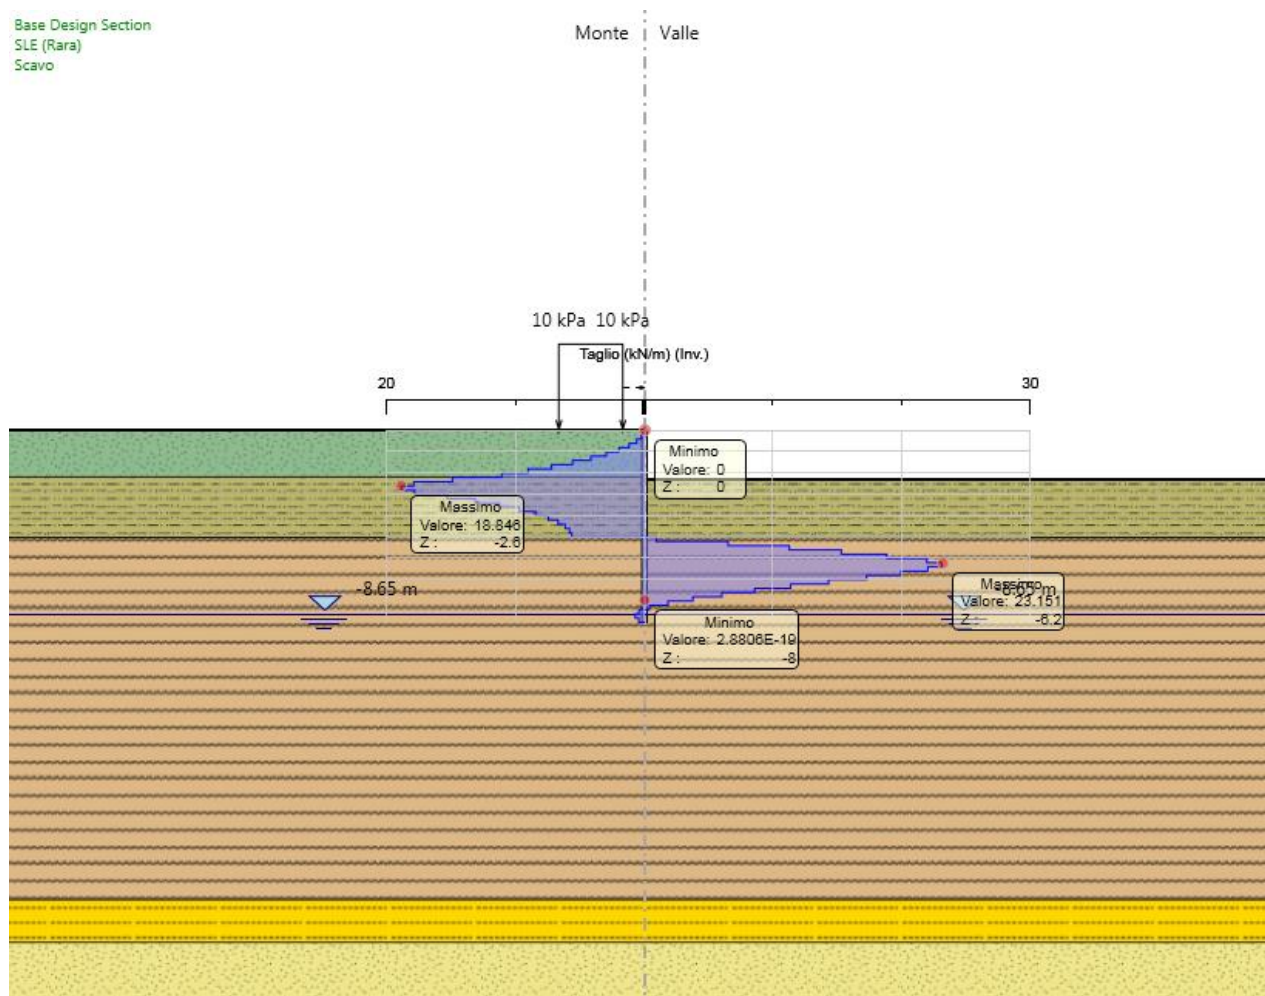 Base Design Section
SLE (Rara)
Scavo
Monte
Valle
10 kPa 10 kPa
Taglio (kN/m) (Inv.)
20
30
Minimo
Valore: 0
Z : 0
Massimo
Valore: 18.846
Z : -2.6
-8.65 m
-8.65 m
Massimo
Valore: 23.151
Z : -6.2
Minimo
Valore: 2.8806E-19
Z : -8